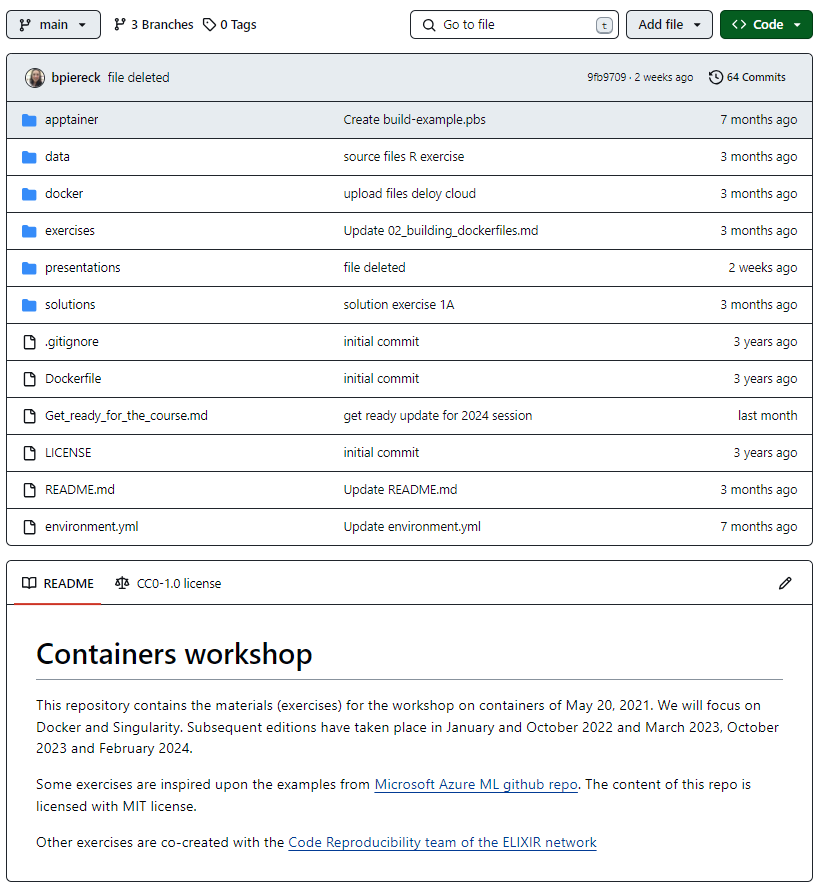 main 3 Branches 0 Tags Go to file t Add file Code
bpiereck file deleted 9fb9709 · 2 weeks ago 64 Commits
apptainer Create build-example.pbs 7 months ago
data source files R exercise 3 months ago
docker upload files deloy cloud 3 months ago
exercises Update 02_building_dockerfiles.md 3 months ago
presentations file deleted 2 weeks ago
solutions solution exercise 1A 3 months ago
.gitignore initial commit 3 years ago
Dockerfile initial commit 3 years ago
Get_ready_for_the_course.md get ready update for 2024 session last month
LICENSE initial commit 3 years ago
README.md Update README.md 3 months ago
environment.yml Update environment.yml 7 months ago
README CC0-1.0 license
Containers workshop
This repository contains the materials (exercises) for the workshop on containers of May 20, 2021. We will focus on
Docker and Singularity. Subsequent editions have taken place in January and October 2022 and March 2023, October
2023 and February 2024.
Some exercises are inspired upon the examples from Microsoft Azure ML github repo. The content of this repo is
licensed with MIT license.
Other exercises are co-created with the Code Reproducibility team of the ELIXIR network